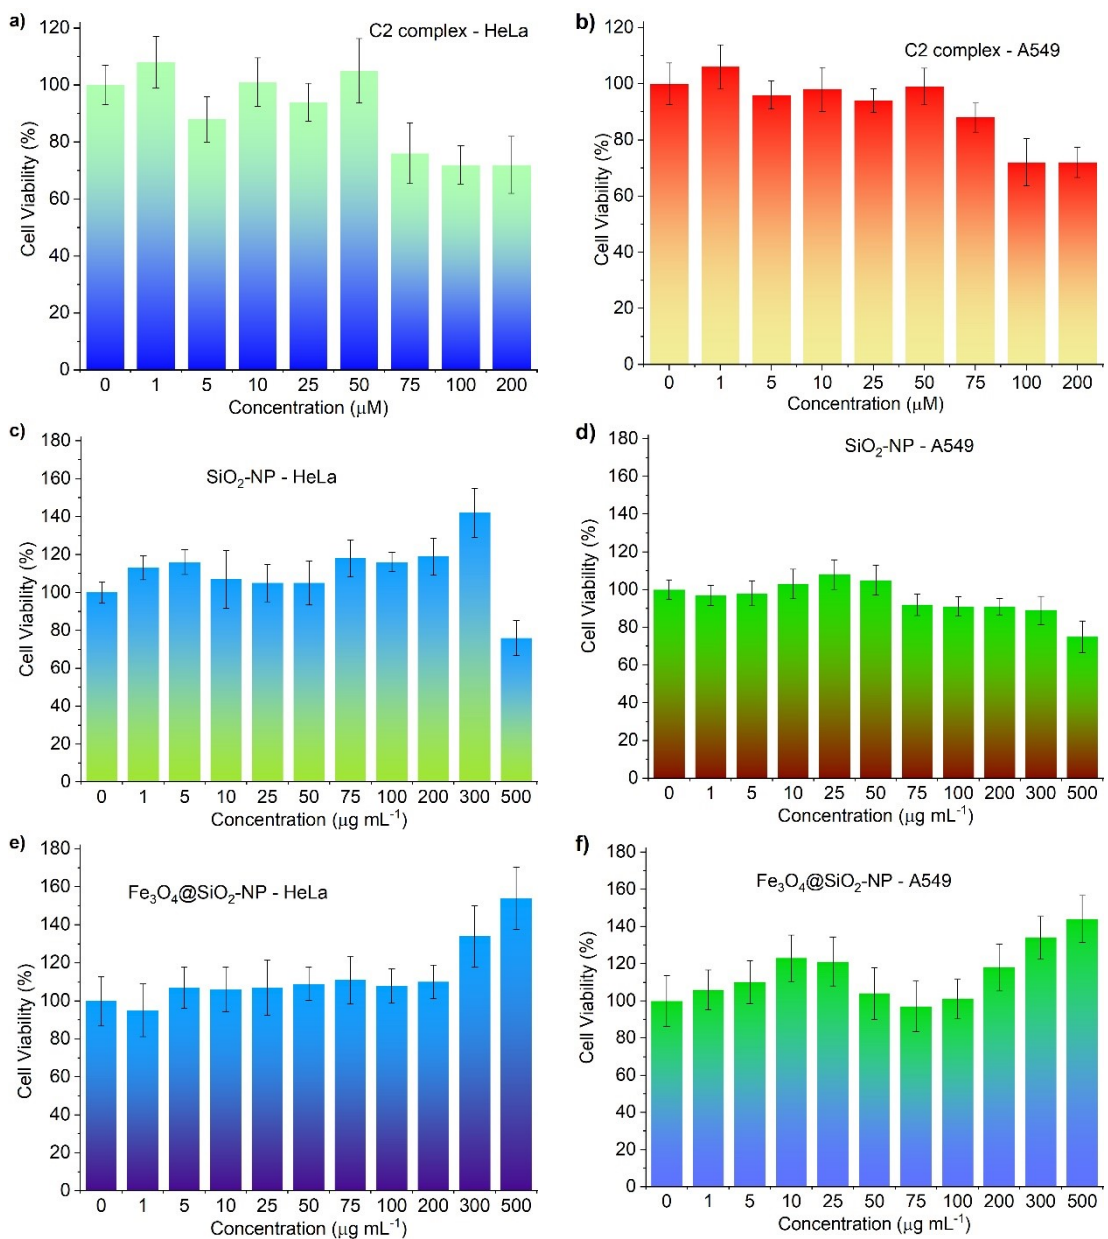 a)
C2 complex - HeLa
Cell Viability (%)
120
100
80
60
40
20
0
0 1 5 10 25 50 75 100 200
Concentration (μM)
b)
C2 complex - A549
Cell Viability (%)
120
100
80
60
40
20
0
0 1 5 10 25 50 75 100 200
Concentration (μM)
c)
SiO₂-NP - HeLa
Cell Viability (%)
180
160
140
120
100
80
60
40
20
0
0 1 5 10 25 50 75 100 200 300 500
Concentration (μg mL⁻¹)
d)
SiO₂-NP - A549
Cell Viability (%)
180
160
140
120
100
80
60
40
20
0
0 1 5 10 25 50 75 100 200 300 500
Concentration (μg mL⁻¹)
e)
Fe₃O₄@SiO₂-NP - HeLa
Cell Viability (%)
180
160
140
120
100
80
60
40
20
0
0 1 5 10 25 50 75 100 200 300 500
Concentration (μg mL⁻¹)
f)
Fe₃O₄@SiO₂-NP - A549
Cell Viability (%)
180
160
140
120
100
80
60
40
20
0
0 1 5 10 25 50 75 100 200 300 500
Concentration (μg mL⁻¹)